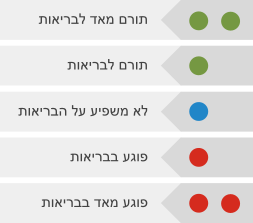 תורם מאד לבריאות
תורם לבריאות
לא משפיע על הבריאות
פוגע בבריאות
פוגע מאד בבריאות